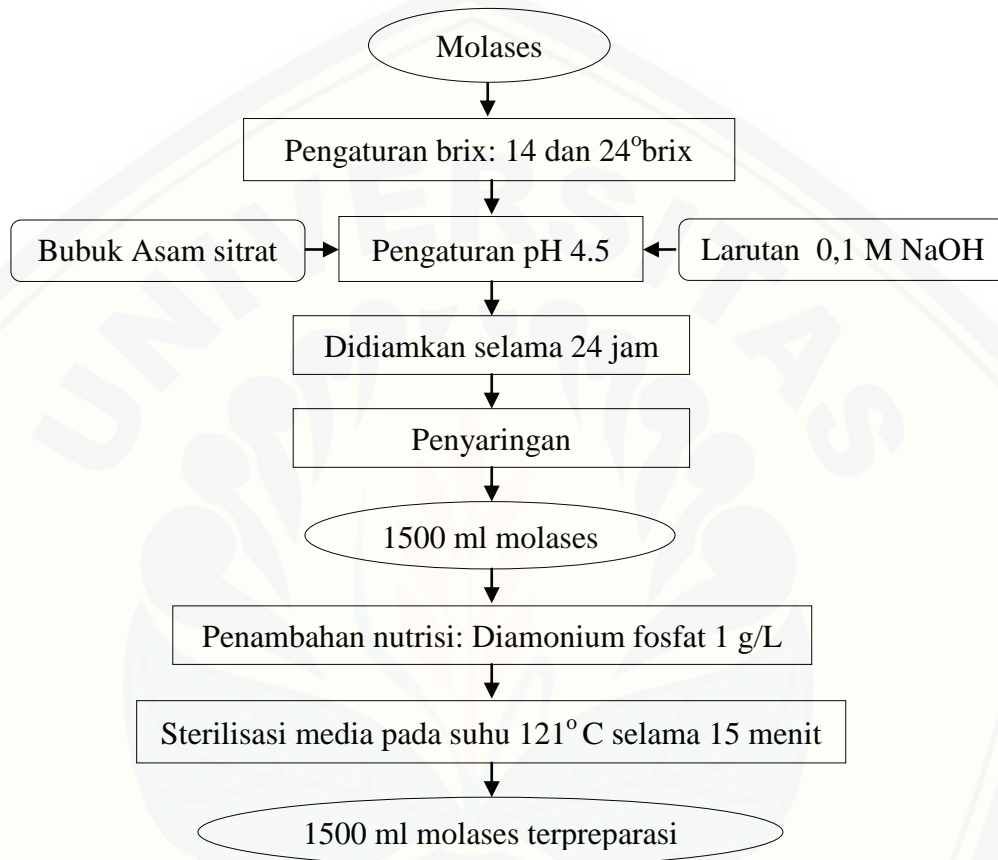 Molases
Pengaturan brix: 14 dan 24°brix
Bubuk Asam sitrat
Pengaturan pH 4.5
Larutan 0,1 M NaOH
Didiamkan selama 24 jam
Penyaringan
1500 ml molases
Penambahan nutrisi: Diamonium fosfat 1 g/L
Sterilisasi media pada suhu 121° C selama 15 menit
1500 ml molases terpreparasi
UNIVERSITAS